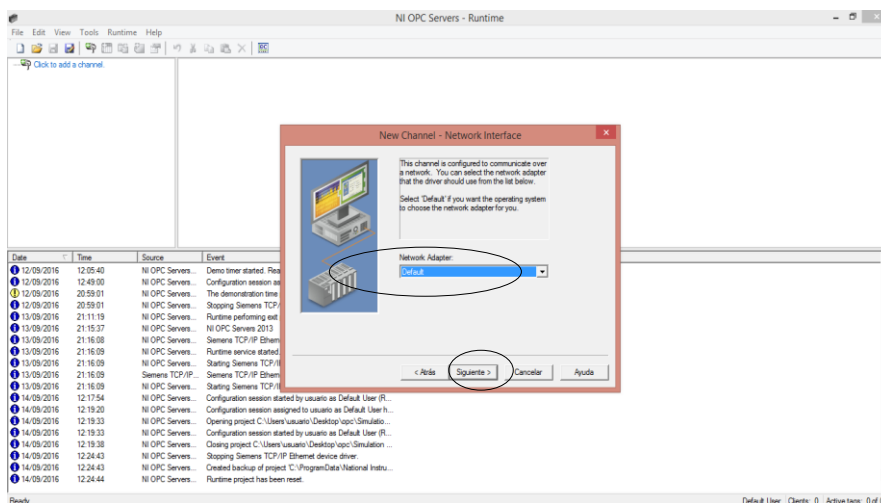 NI OPC Servers - Runtime
File Edit View Tools Runtime Help
Click to add a channel.
New Channel - Network Interface
This channel is configured to communicate over
a network. You can select the network adapter
that the driver should use from the list below.
Select 'Default' if you want the operating system
to choose the network adapter for you.
Network Adapter:
Default
< Atrás Siguiente > Cancelar Ayuda
Date Time Source Event
12/09/2016 12:05:40 NI OPC Servers... Demo timer started. Rea
12/09/2016 12:49:00 NI OPC Servers... Configuration session as
12/09/2016 20:59:01 NI OPC Servers... The demonstration time
12/09/2016 20:59:01 NI OPC Servers... Stopping Siemens TCP/
13/09/2016 21:11:19 NI OPC Servers... Runtime performing exit
13/09/2016 21:15:37 NI OPC Servers... NI OPC Servers 2013
13/09/2016 21:16:08 NI OPC Servers... Siemens TCP/IP Ethern
13/09/2016 21:16:09 NI OPC Servers... Runtime service started.
13/09/2016 21:16:09 NI OPC Servers... Starting Siemens TCP/I
13/09/2016 21:16:09 Siemens TCP/IP... Siemens TCP/IP Ethern
13/09/2016 21:16:09 NI OPC Servers... Starting Siemens TCP/I
14/09/2016 12:17:54 NI OPC Servers... Configuration session started by usuario as Default User (R...
14/09/2016 12:19:20 NI OPC Servers... Configuration session assigned to usuario as Default User h...
14/09/2016 12:19:33 NI OPC Servers... Opening project C:\Users\usuario\Desktop\opc\Simulatio...
14/09/2016 12:19:33 NI OPC Servers... Configuration session started by usuario as Default User (R...
14/09/2016 12:19:38 NI OPC Servers... Closing project C:\Users\usuario\Desktop\opc\Simulation ...
14/09/2016 12:24:43 NI OPC Servers... Stopping Siemens TCP/IP Ethernet device driver.
14/09/2016 12:24:43 NI OPC Servers... Created backup of project 'C:\ProgramData\National Instru...
14/09/2016 12:24:44 NI OPC Servers... Runtime project has been reset.
Ready Default User Clients: 0 Active tags: 0 of